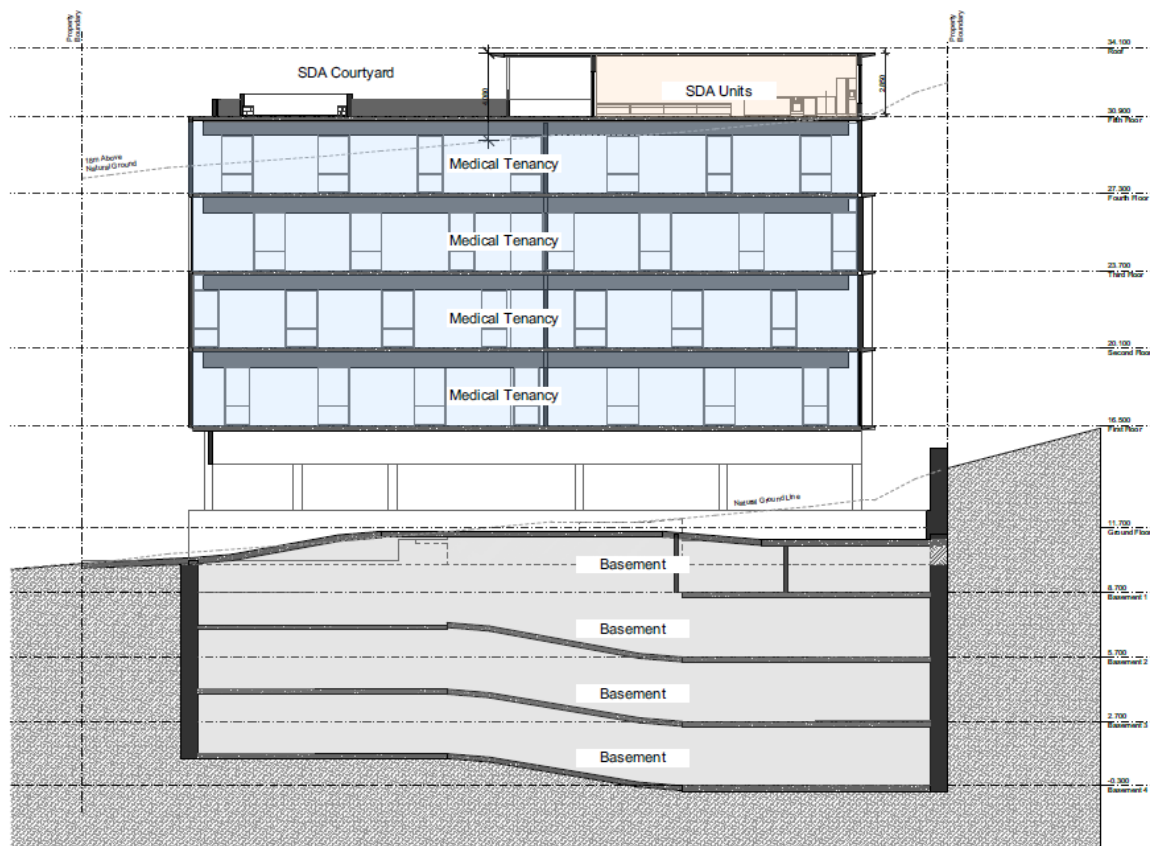 Property
Boundary
Property
Boundary
34.100
Roof
SDA Courtyard
SDA Units
2,850
30.900
Fifth Floor
15m Above
Natural Ground
Medical Tenancy
27.300
Fourth Floor
Medical Tenancy
23.700
Third Floor
Medical Tenancy
20.100
Second Floor
Medical Tenancy
16.500
First Floor
Natural Ground Line
11.700
Ground Floor
Basement
8.700
Basement 1
Basement
5.700
Basement 2
Basement
2.700
Basement 3
Basement
-0.300
Basement 4